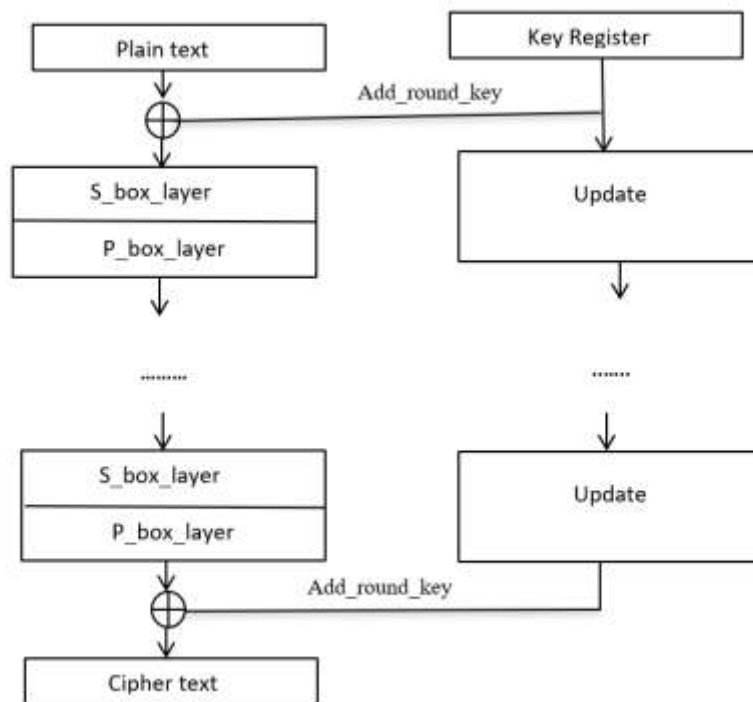 Plain text
Key Register
Add_round_key
S_box_layer
Update
P_box_layer
.........
.......
S_box_layer
Update
P_box_layer
Add_round_key
Cipher text